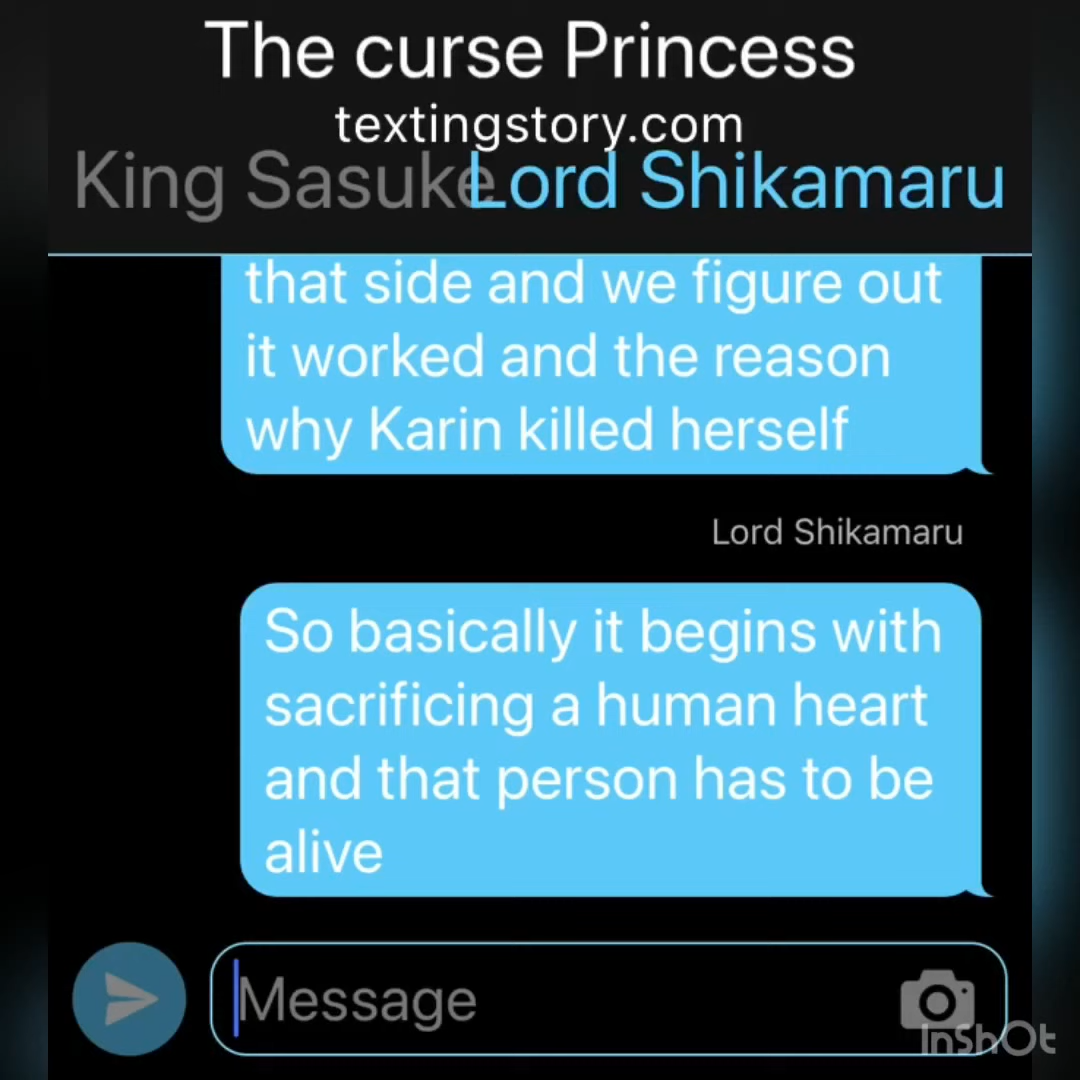 The curse Princess
textingstory.com
King Sasuke Lord Shikamaru
that side and we figure out
it worked and the reason
why Karin killed herself
Lord Shikamaru
So basically it begins with
sacrificing a human heart
and that person has to be
alive
Message
InShOt